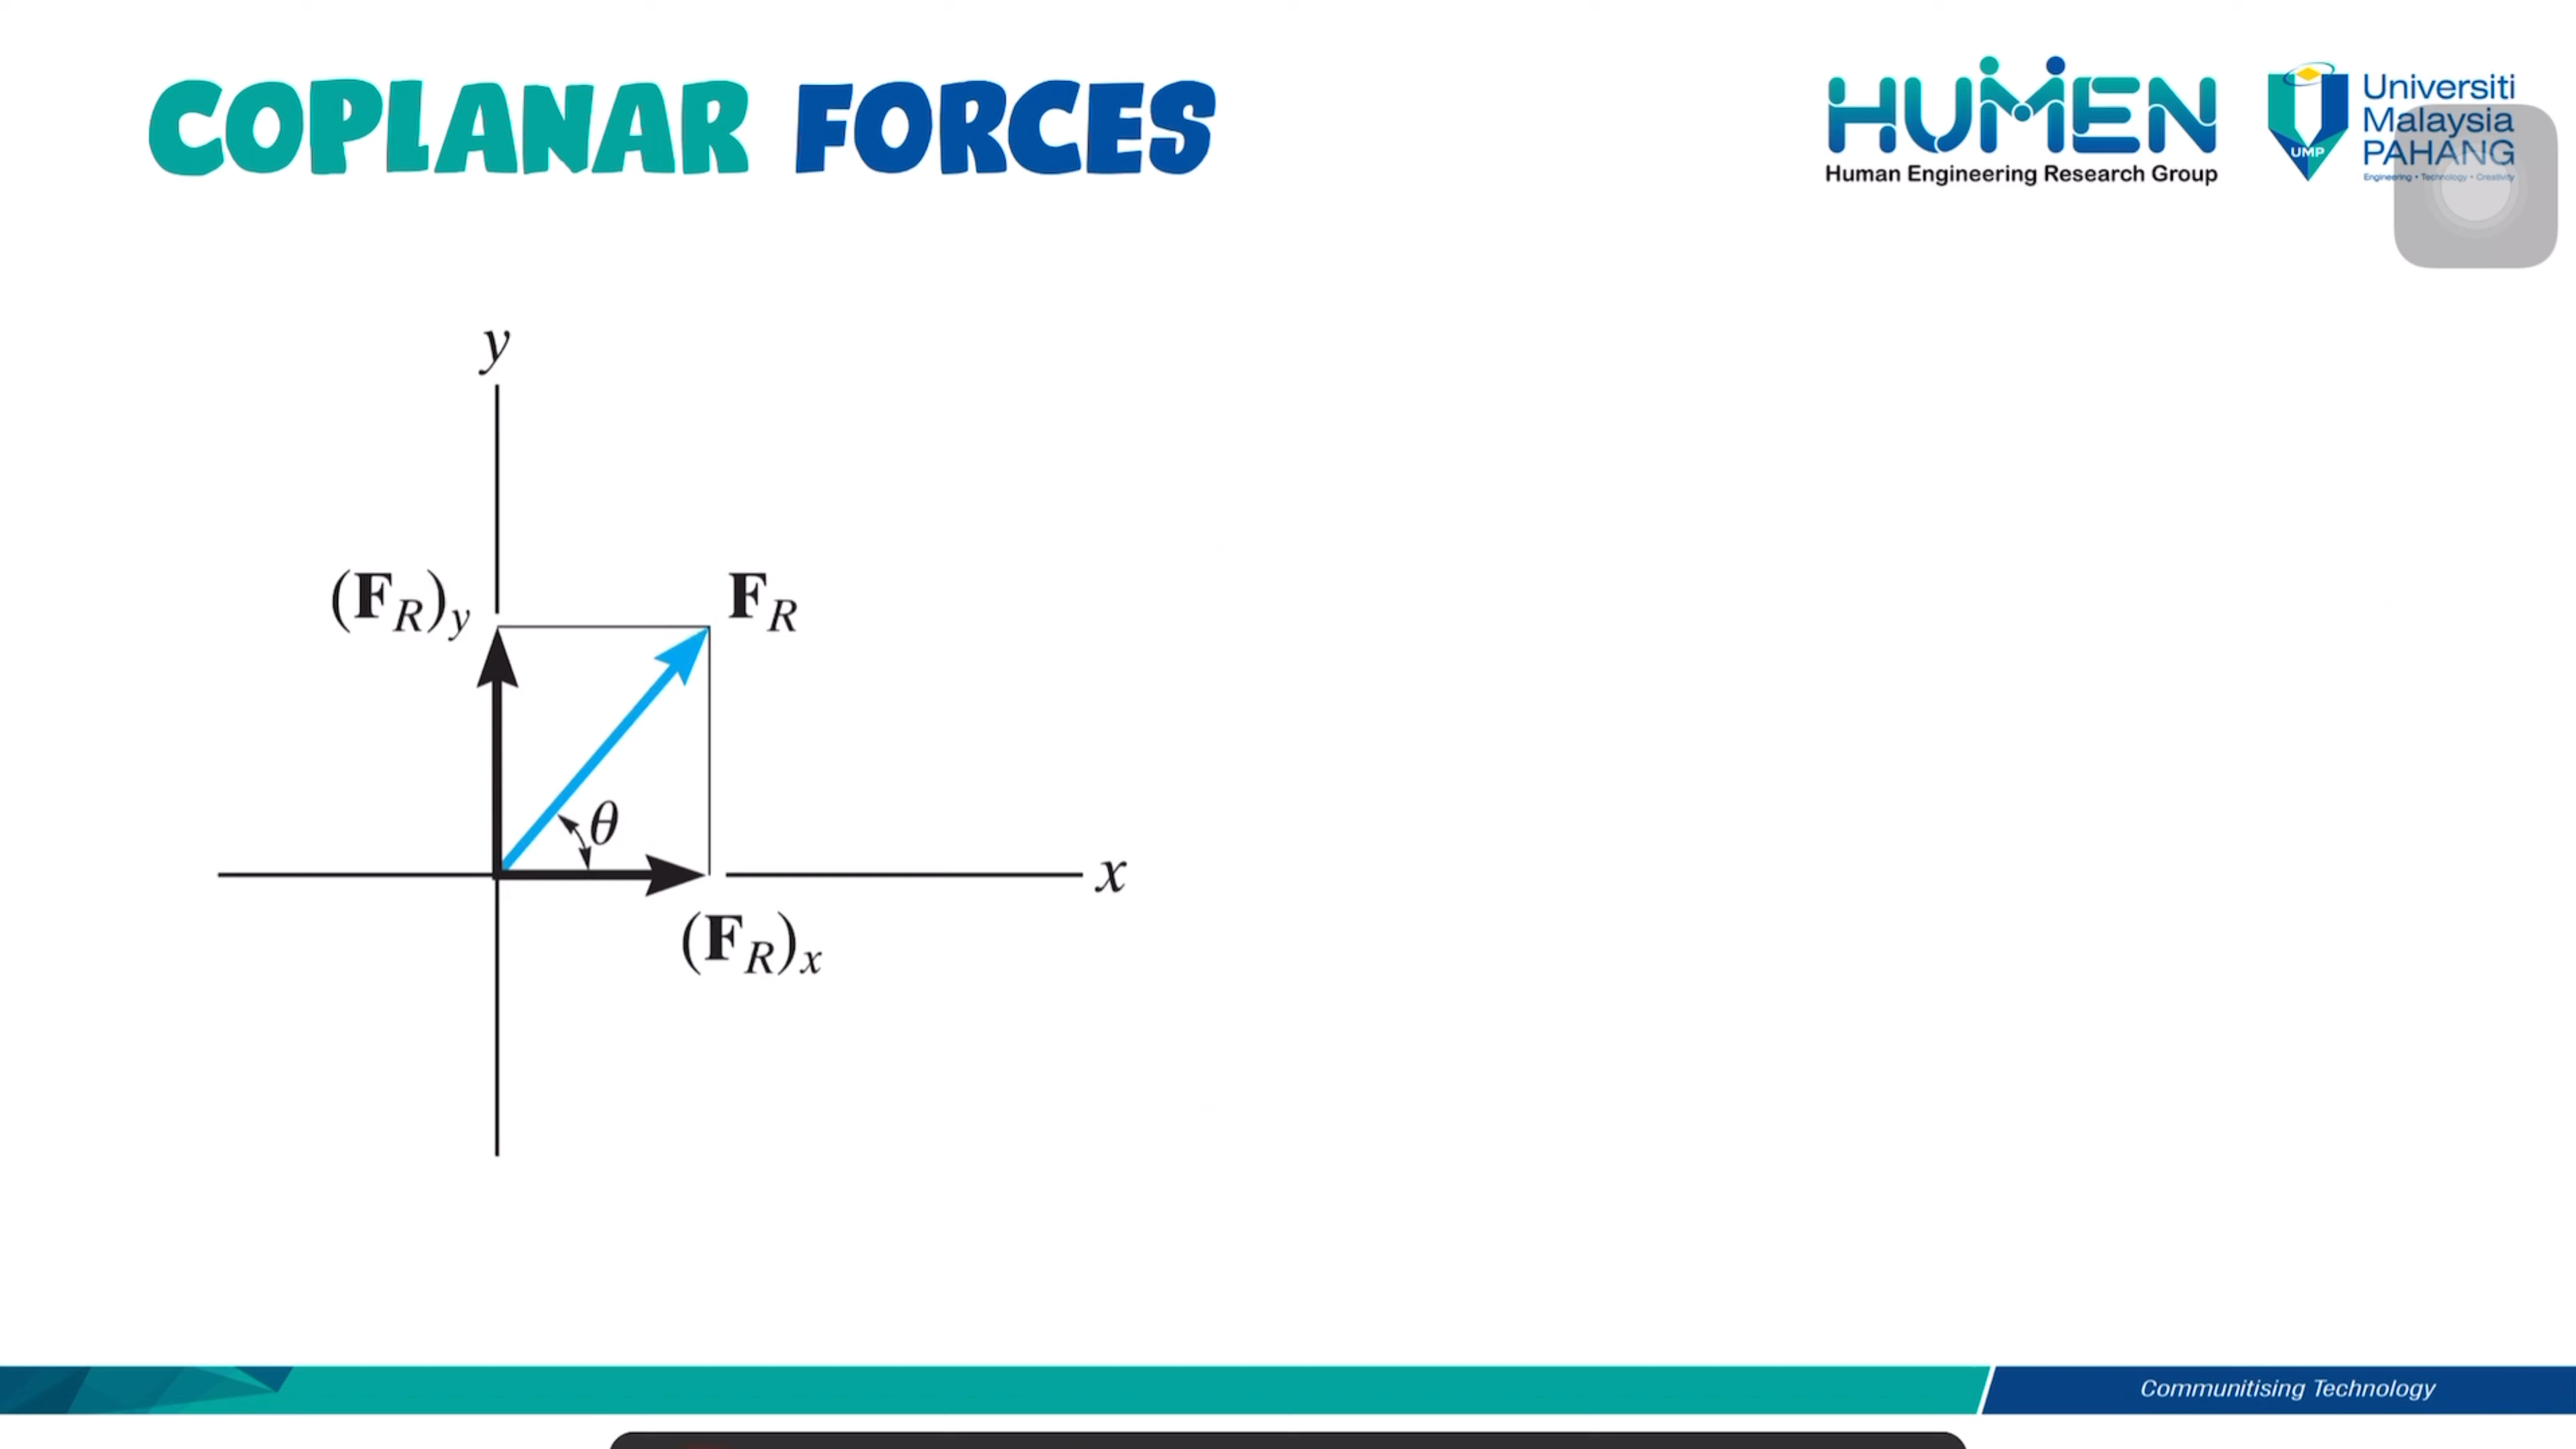 COPLANAR FORCES
HUMEN
Human Engineering Research Group
UMP
Universiti
Malaysia
PAHANG
Engineering • Technology • Creativity
y
(F_R)_y
F_R
θ
x
(F_R)_x
Communitising Technology